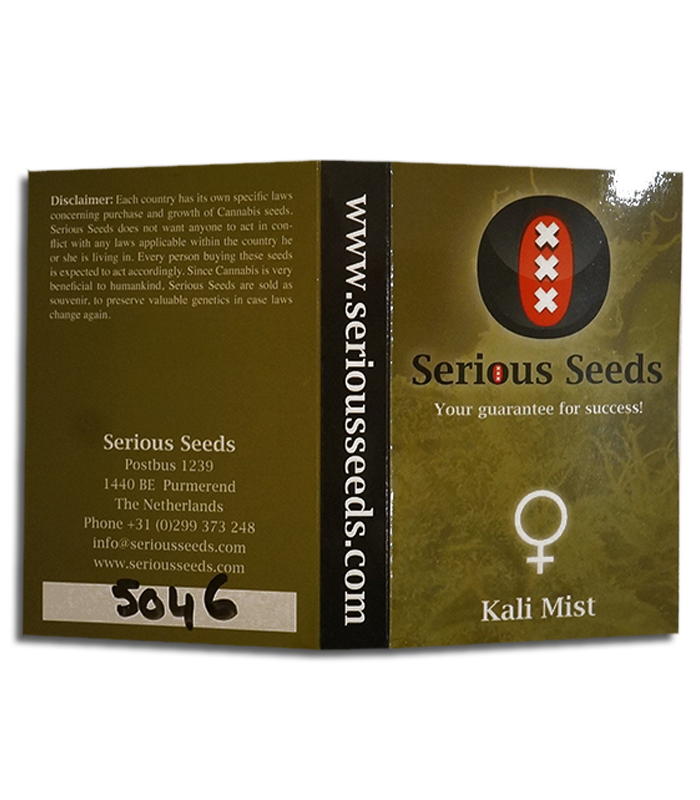 Disclaimer: Each country has its own specific laws
concerning purchase and growth of Cannabis seeds.
Serious Seeds does not want anyone to act in con-
flict with any laws applicable within the country he
or she is living in. Every person buying these seeds
is expected to act accordingly. Since Cannabis is very
beneficial to humankind, Serious Seeds are sold as
souvenir, to preserve valuable genetics in case laws
change again.
Serious Seeds
Postbus 1239
1440 BE Purmerend
The Netherlands
Phone +31 (0)299 373 248
info@seriousseeds.com
www.seriousseeds.com
5046
www.seriousseeds.com
Serious Seeds
Your guarantee for success!
Kali Mist